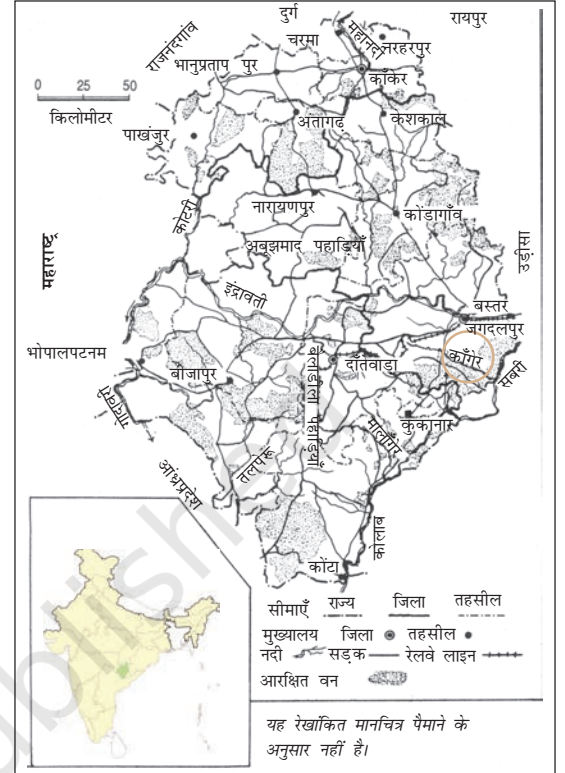 दुर्ग
रायपुर
राजनंदगांव
चरमा
महानदी
नरहरपुर
भानुप्रताप पुर
काँकेर
0 20 50
किलोमीटर
अंतागढ़
केशकाल
पाखंजुर
नारायणपुर
कोंडागाँव
कोटरी
अबूझमाद पहाड़ियाँ
महाराष्ट्र
उड़ीसा
इंद्रावती
बस्तर
जगदलपुर
भोपालपटनम
बैलाडीला पहाड़ियाँ
दाँतेवाड़ा
काँगेर
सबरी
बीजापुर
गोदावरी
कुकानार
मालाँगेर
तलपरू
आंध्रप्रदेश
कोलाब
कोंटा
सीमाएँ राज्य जिला तहसील
मुख्यालय जिला तहसील
नदी सड़क रेलवे लाइन
आरक्षित वन
यह रेखांकित मानचित्र पैमाने के
अनुसार नहीं है।